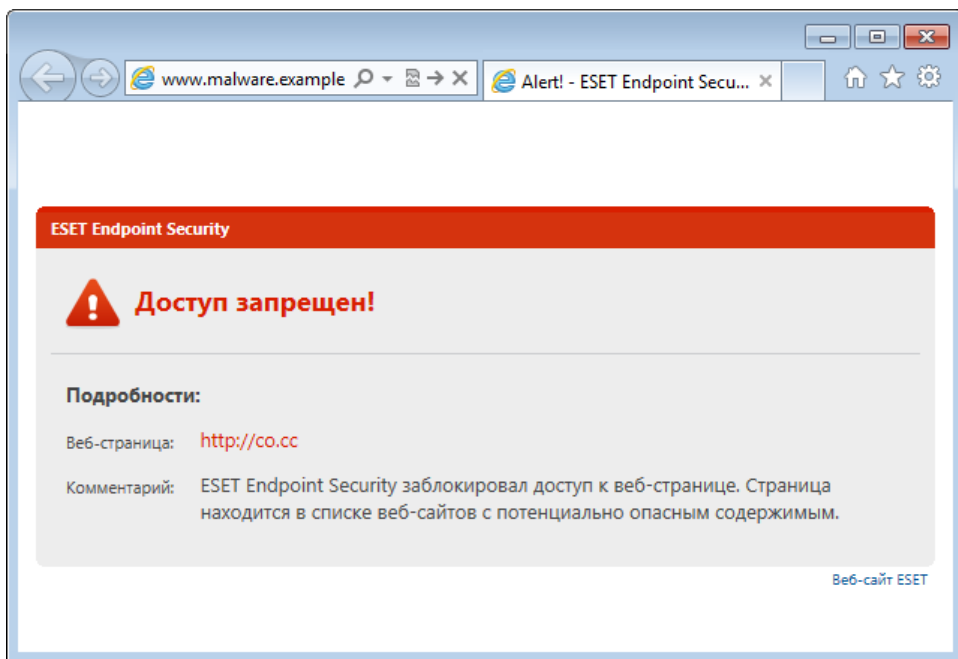 www.malware.example
Alert! - ESET Endpoint Secu...
ESET Endpoint Security
Доступ запрещен!
Подробности:
Веб-страница: http://co.cc
Комментарий: ESET Endpoint Security заблокировал доступ к веб-странице. Страница
находится в списке веб-сайтов с потенциально опасным содержимым.
Веб-сайт ESET